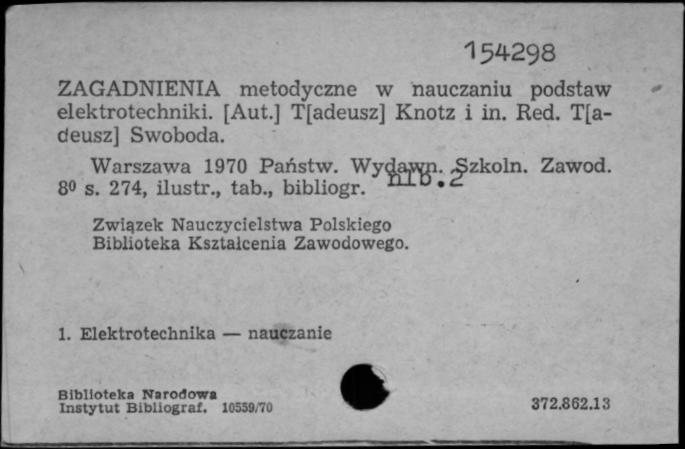 154298
ZAGADNIENIA metodyczne w nauczaniu podstaw
elektrotechniki. [Aut.] T[adeusz] Knotz i in. Red. T[a-
deusz] Swoboda.
Warszawa 1970 Państw. Wydawn. Szkoln. Zawod.
8⁰ s. 274, ilustr., tab., bibliogr. nlb.2
Związek Nauczycielstwa Polskiego
Biblioteka Kształcenia Zawodowego.
1. Elektrotechnika — nauczanie
Biblioteka Narodowa
Instytut Bibliograf. 10559/70
372.862.13